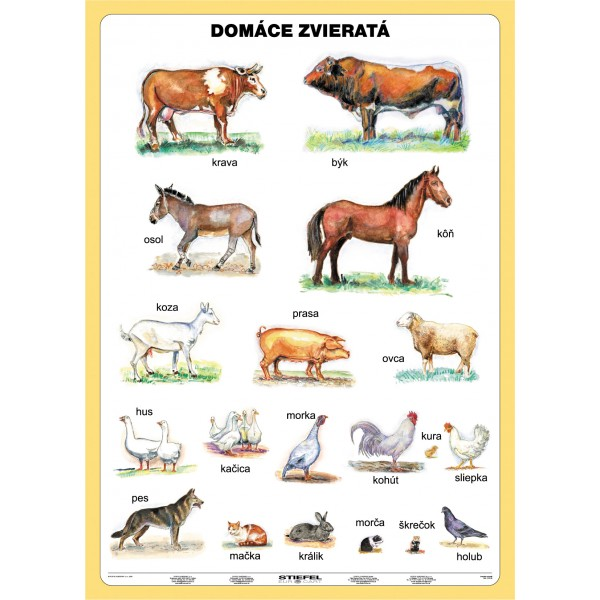 DOMÁCE ZVIERATÁ
krava
býk
osol
kôň
koza
prasa
ovca
hus
kačica
morka
kohút
kura
sliepka
pes
mačka
králik
morča
škrečok
holub
STIEFEL
EUROCART